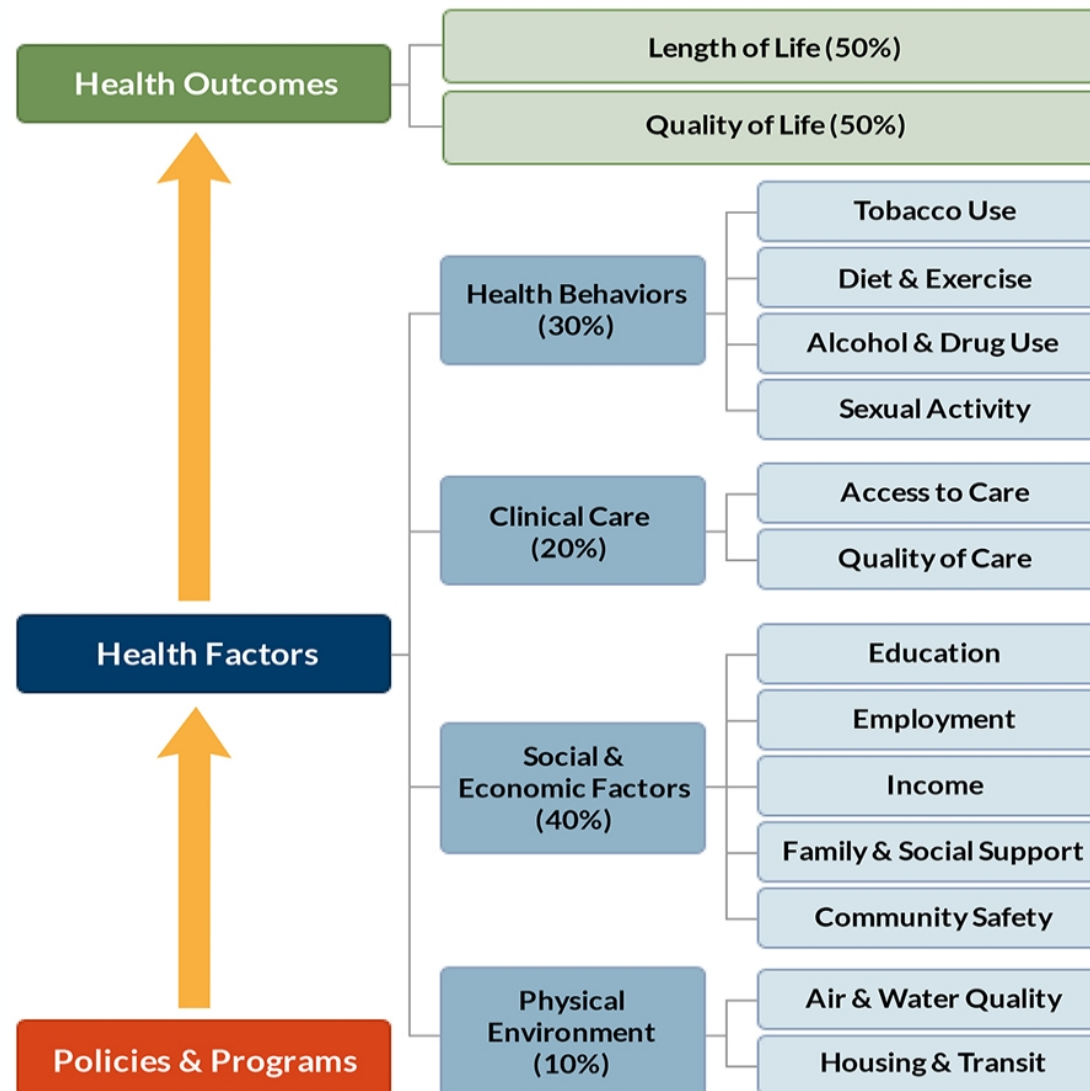 Health Outcomes
Length of Life (50%)
Quality of Life (50%)
Health Behaviors
(30%)
Tobacco Use
Diet & Exercise
Alcohol & Drug Use
Sexual Activity
Clinical Care
(20%)
Access to Care
Quality of Care
Health Factors
Social &
Economic Factors
(40%)
Education
Employment
Income
Family & Social Support
Community Safety
Physical
Environment
(10%)
Air & Water Quality
Housing & Transit
Policies & Programs